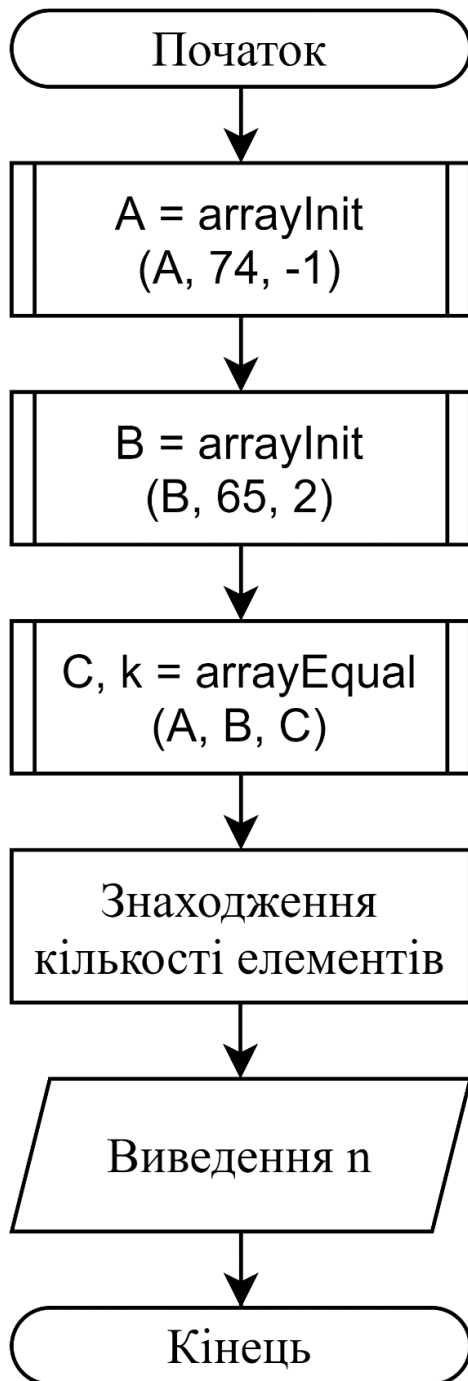 Початок
A = arrayInit
(A, 74, -1)
B = arrayInit
(B, 65, 2)
C, k = arrayEqual
(A, B, C)
Знаходження
кількості елементів
Виведення n
Кінець